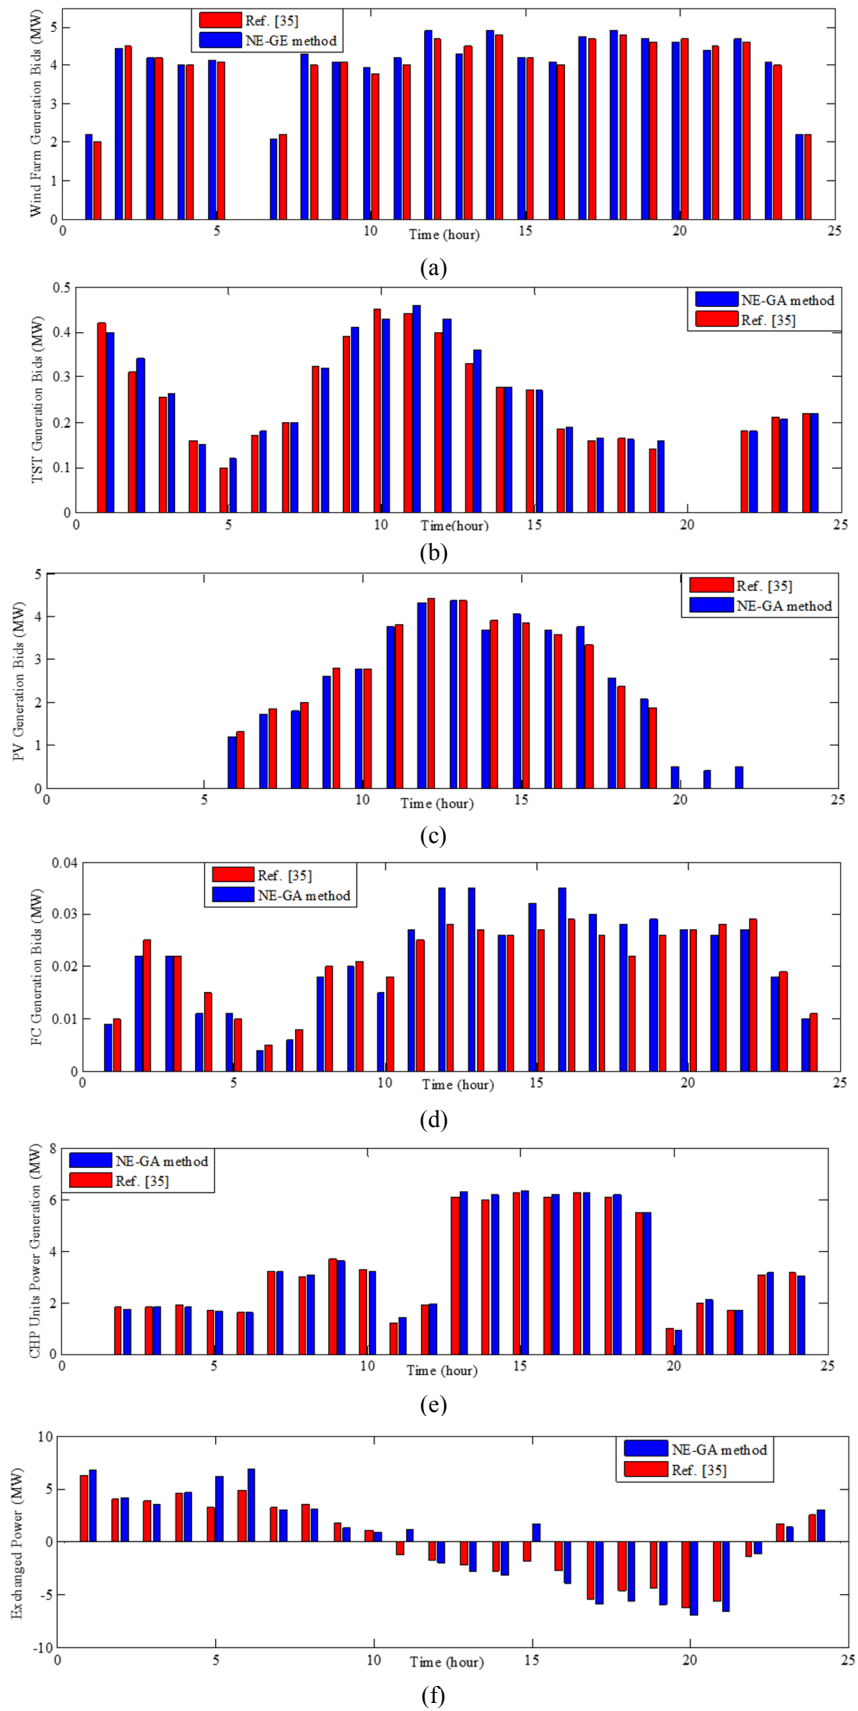 Wind Farm Generation Bids (MW)
5
4
3
2
1
0
Ref. [35]
NE-GE method
0
5
10
15
20
25
Time (hour)
(a)
TST Generation Bids (MW)
0.5
0.4
0.3
0.2
0.1
0
NE-GA method
Ref. [35]
5
10
15
20
25
Time(hour)
(b)
PV Generation Bids (MW)
5
4
3
2
1
0
Ref. [35]
NE-GA method
0
5
10
15
20
25
Time (hour)
(c)
FC Generation Bids (MW)
0.04
0.03
0.02
0.01
0
Ref. [35]
NE-GA method
0
5
10
15
20
25
Time (hour)
(d)
CHP Units Power Generation (MW)
8
6
4
2
0
NE-GA method
Ref. [35]
0
5
10
15
20
25
Time (hour)
(e)
Exchanged Power (MW)
10
5
0
-5
-10
NE-GA method
Ref. [35]
0
5
10
15
20
25
Time (hour)
(f)